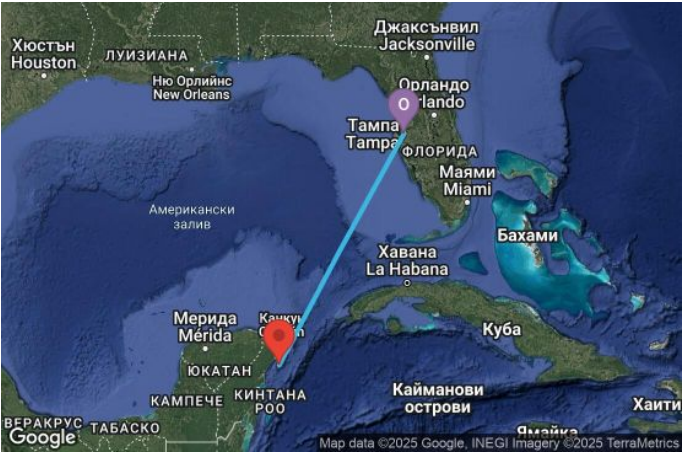 Джаксънвил
Jacksonville
Хюстън
Houston
ЛУИЗИАНА
Ню Орлийнс
New Orleans
Орландо
O
Тампа
Tampa
ФЛОРИДА
Маями
Miami
Американски
залив
Бахами
Хавана
La Habana
Мерида
Mérida
Куба
ЮКАТАН
КАМПЕЧЕ
КИНТАНА
РОО
Кайманови
острови
Хаити
ВЕРАКРУС
ТАБАСКО
Ямайка
Google
Map data ©2025 Google, INEGI Imagery ©2025 TerraMetrics